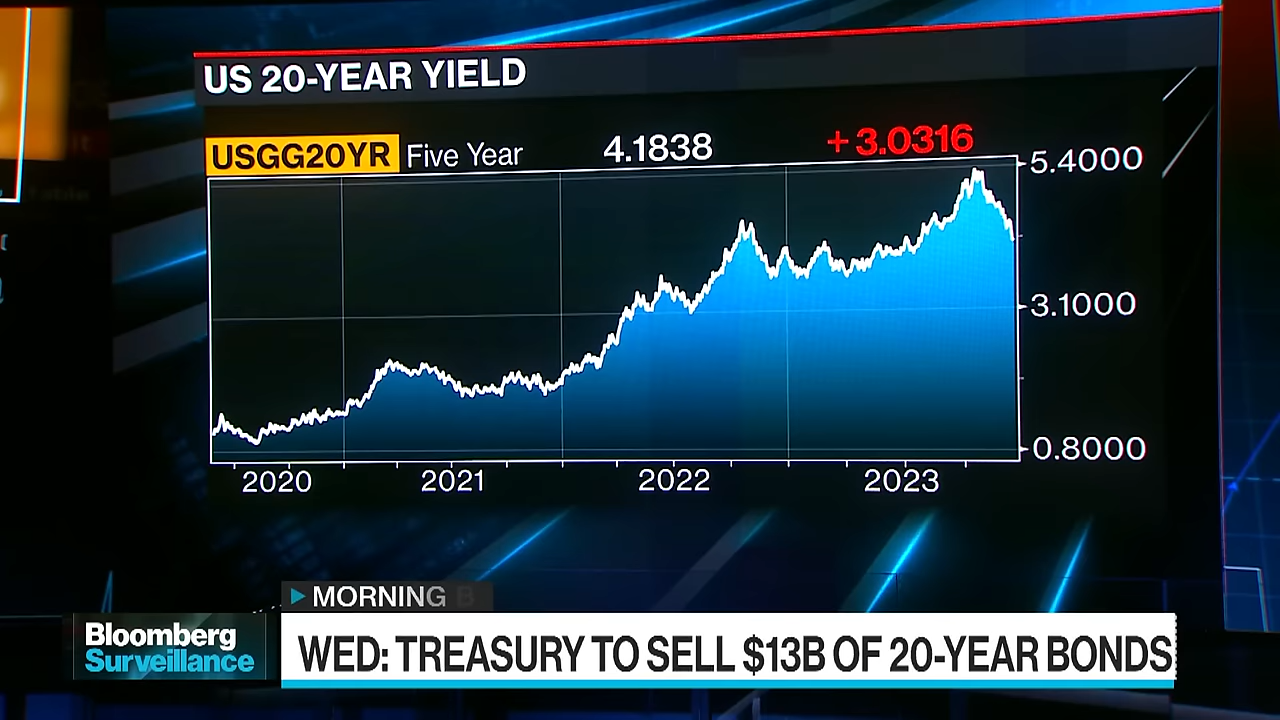 US 20-YEAR YIELD
USGG20YR Five Year 4.1838 +3.0316
5.4000
3.1000
0.8000
2020 2021 2022 2023
MORNING B
Bloomberg
Surveillance
WED: TREASURY TO SELL $13B OF 20-YEAR BONDS